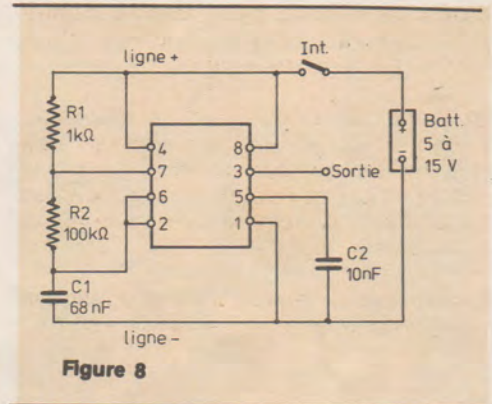 ligne +
Int.
R1
1kΩ
Batt.
5 à
15 V
4
8
7
3
Sortie
6
5
2
1
R2
100kΩ
C1
68 nF
C2
10nF
ligne -
Figure 8